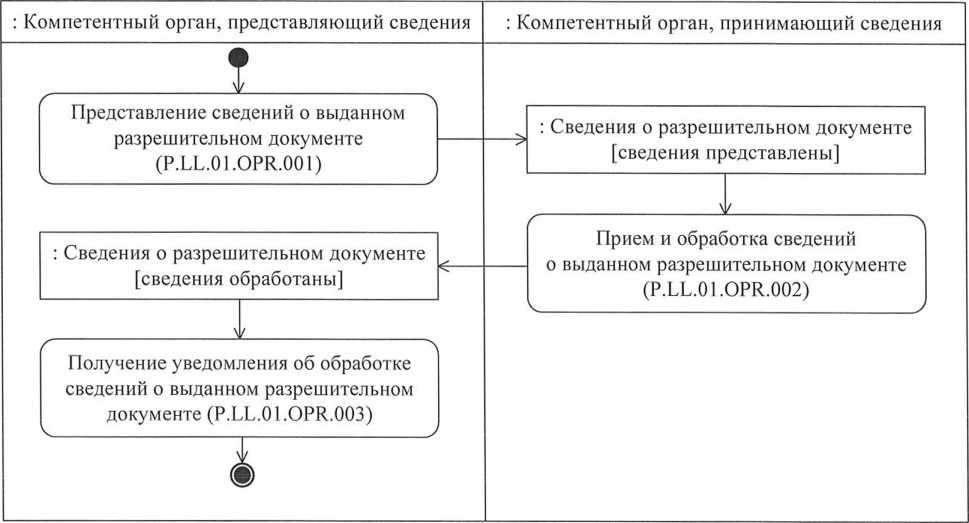 : Компетентный орган, представляющий сведения
: Компетентный орган, принимающий сведения
Представление сведений о выданном
разрешительном документе
(P.LL.01.OPR.001)
: Сведения о разрешительном документе
[сведения представлены]
Прием и обработка сведений
о выданном разрешительном документе
(P.LL.01.OPR.002)
: Сведения о разрешительном документе
[сведения обработаны]
Получение уведомления об обработке
сведений о выданном разрешительном
документе (P.LL.01.OPR.003)